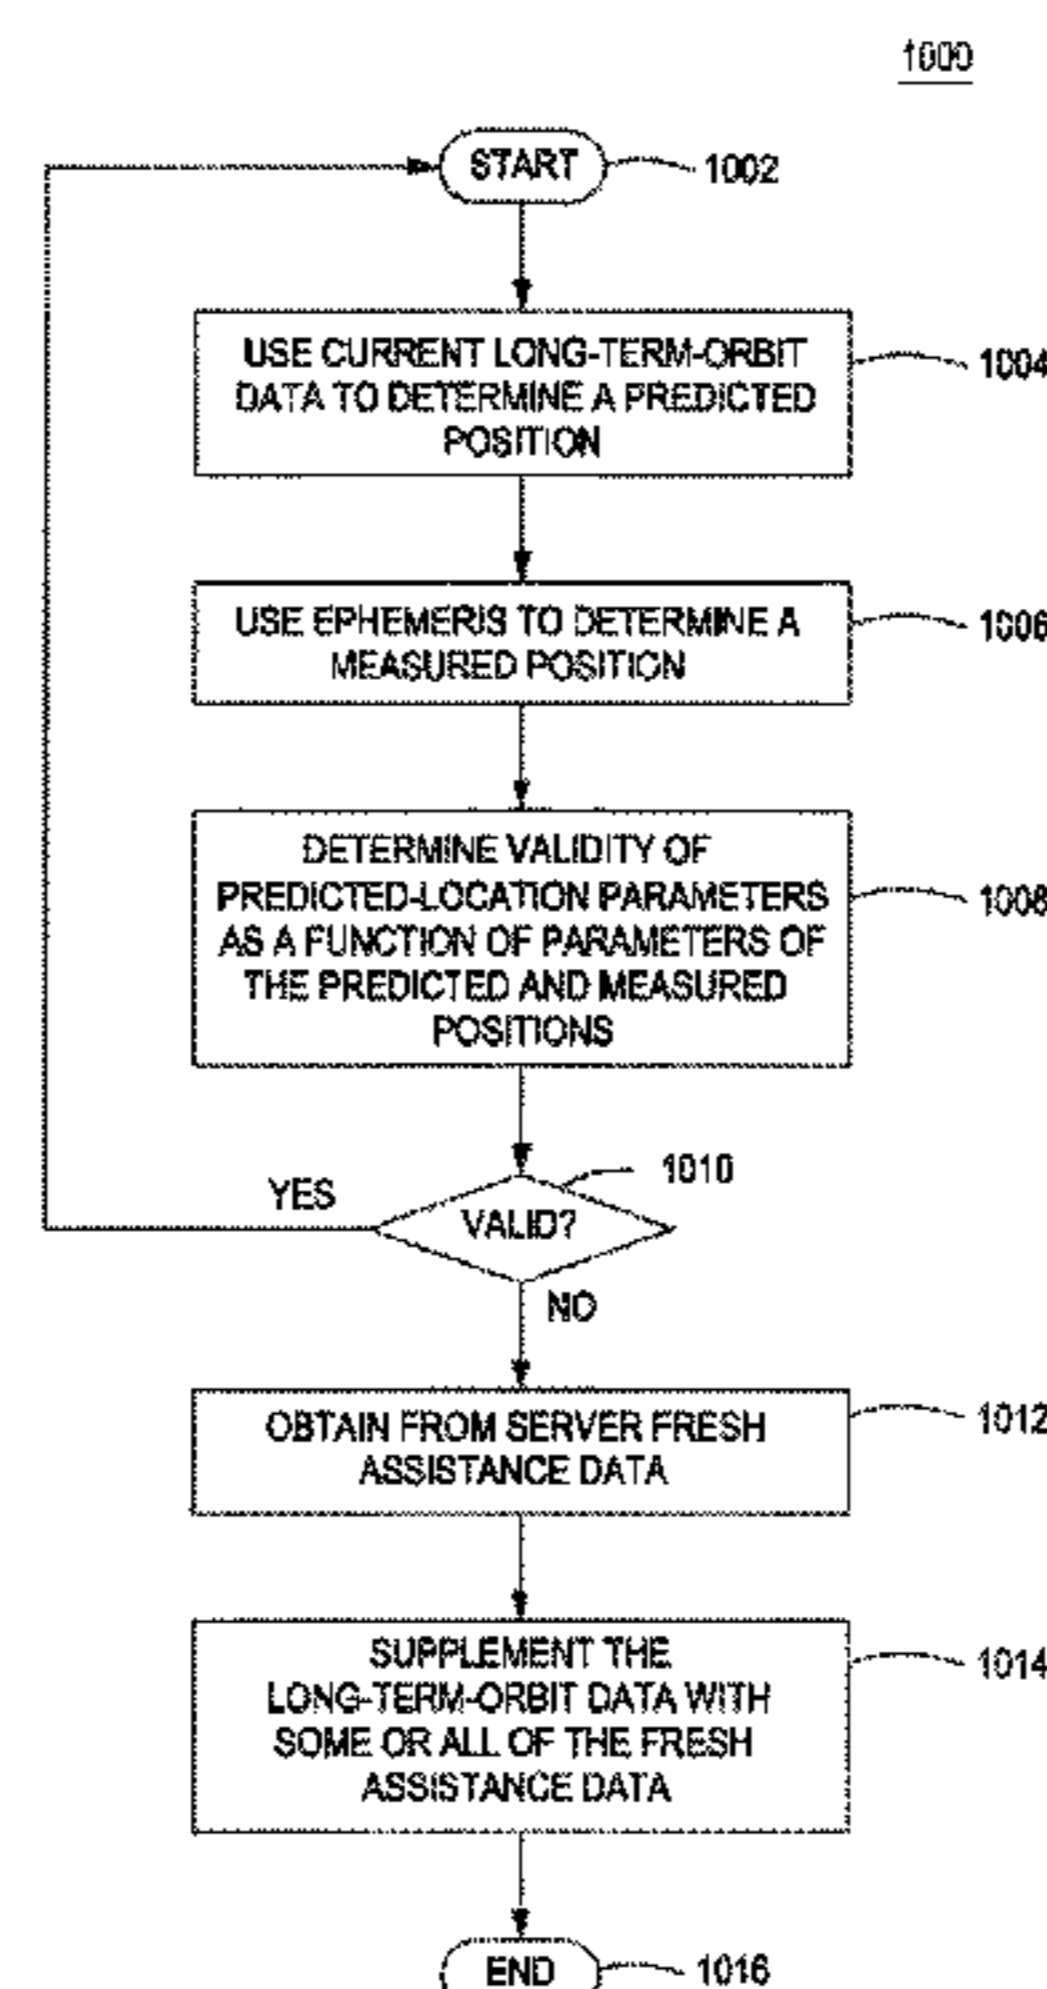 1000
START
1002
USE CURRENT LONG-TERM-ORBIT
DATA TO DETERMINE A PREDICTED
POSITION
1004
USE EPHEMERIS TO DETERMINE A
MEASURED POSITION
1006
DETERMINE VALIDITY OF
PREDICTED-LOCATION PARAMETERS
AS A FUNCTION OF PARAMETERS OF
THE PREDICTED AND MEASURED
POSITIONS
1008
YES
VALID?
1010
NO
OBTAIN FROM SERVER FRESH
ASSISTANCE DATA
1012
SUPPLEMENT THE
LONG-TERM-ORBIT DATA WITH
SOME OR ALL OF THE FRESH
ASSISTANCE DATA
1014
END
1016